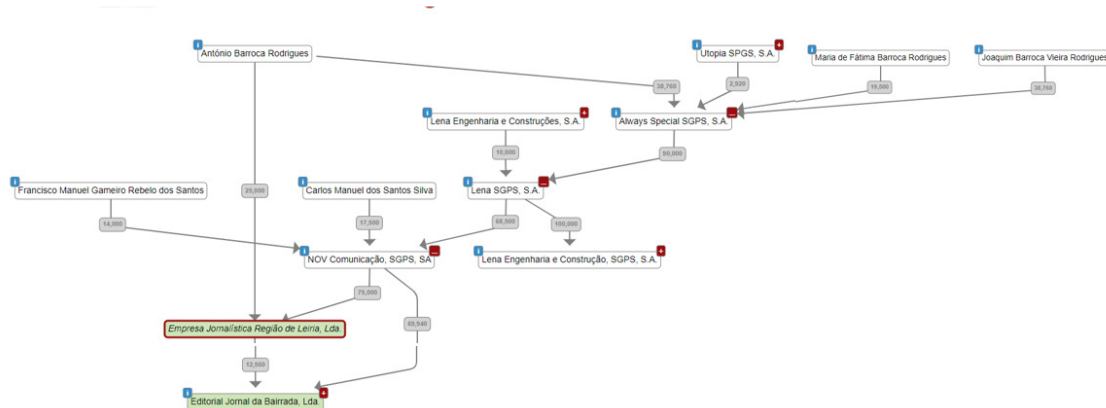 António Barroca Rodrigues
Utopia SPGS, S.A.
Maria de Fátima Barroca Rodrigues
Joaquim Barroca Vieira Rodrigues
38,760
2,920
19,000
38,760
Lena Engenharia e Construções, S.A.
Always Special SGPS, S.A.
10,000
90,000
Francisco Manuel Gameiro Rebelo dos Santos
25,000
Carlos Manuel dos Santos Silva
Lena SGPS, S.A.
14,000
17,500
68,500
100,000
NOV Comunicação, SGPS, SA
Lena Engenharia e Construção, SGPS, S.A.
75,000
Empresa Jornalística Região de Leiria, Lda.
69,940
12,500
Editorial Jornal da Bairrada, Lda.